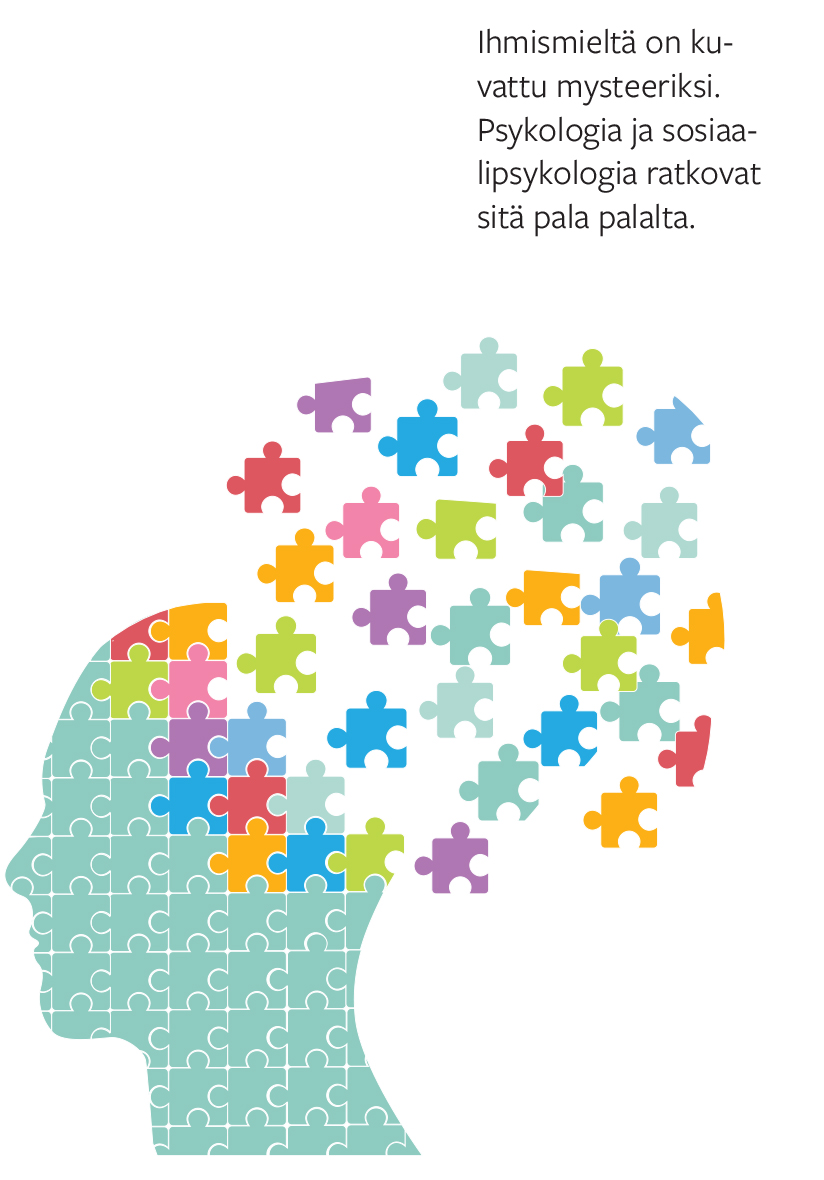 Ihmismieltä on ku-
vattu mysteeriksi.
Psykologia ja sosiaa-
lipsykologia ratkovat
sitä pala palalta.